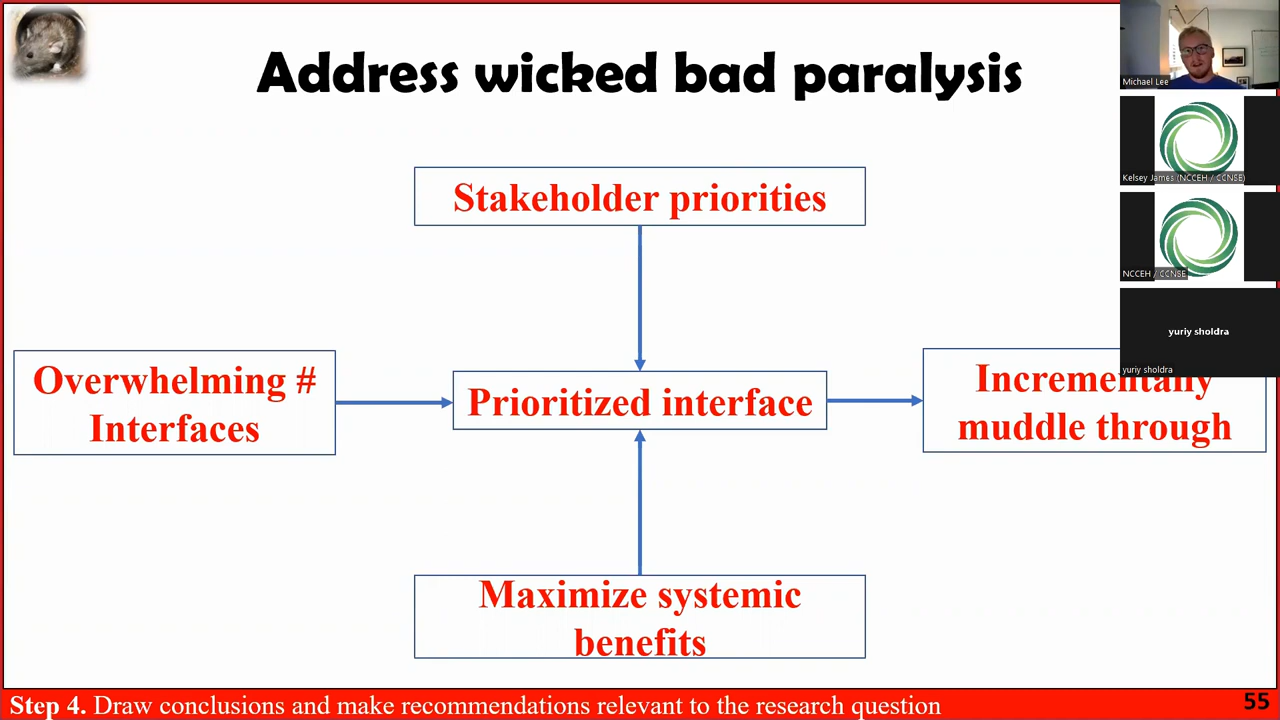 Address wicked bad paralysis
Stakeholder priorities
Overwhelming #
Interfaces
Prioritized interface
Incrementally
muddle through
Maximize systemic
benefits
Step 4. Draw conclusions and make recommendations relevant to the research question
55
Michael Lee
Kelsey James (NCCEH / CCNSE)
NCCEH / CCNSE
yuriy sholdra
yuriy sholdra